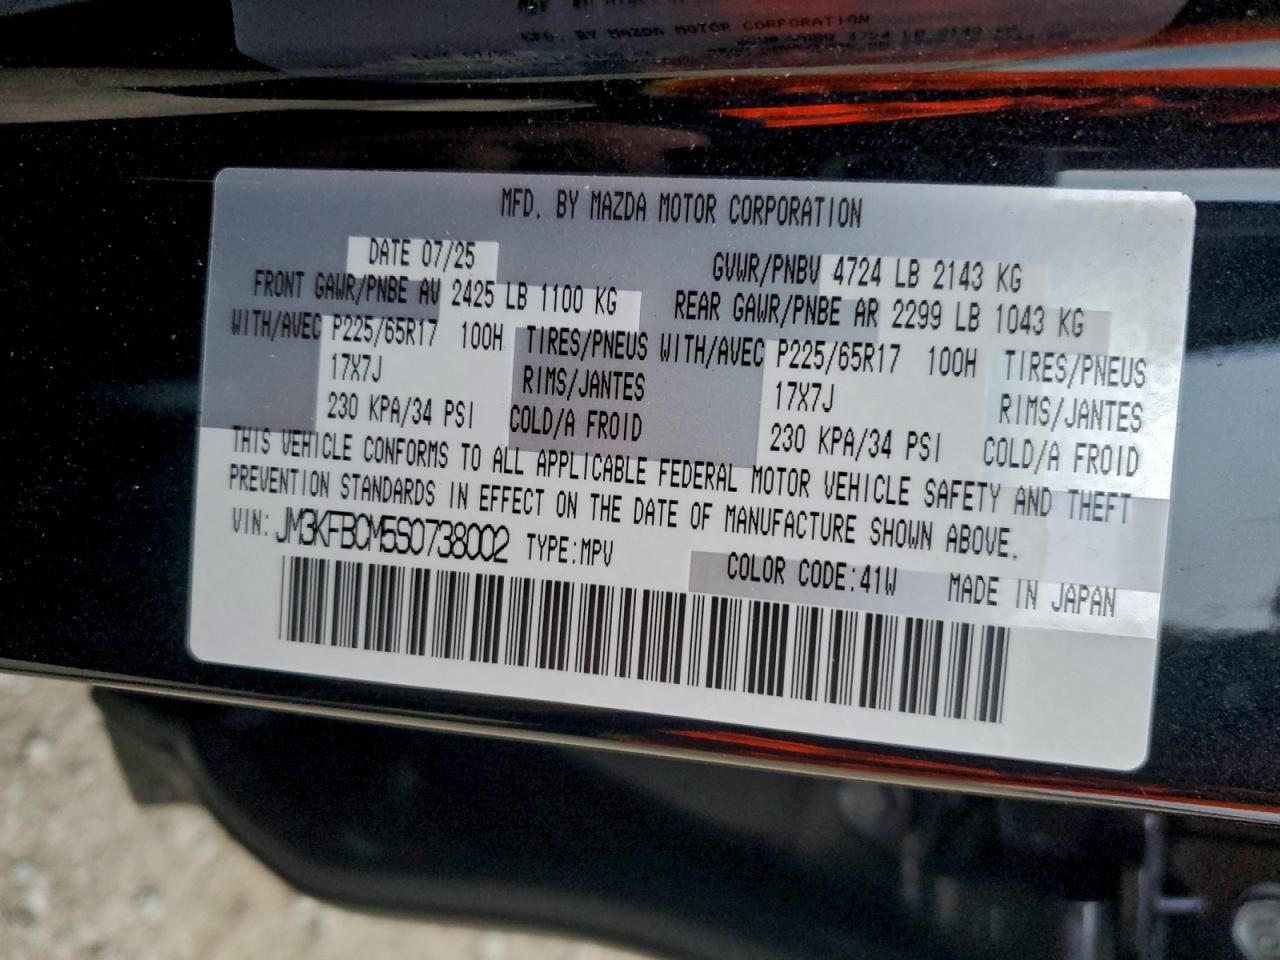 MFG. BY MAZDA MOTOR CORPORATION
MFD. BY MAZDA MOTOR CORPORATION
DATE 07/25 GVWR/PNBV 4724 LB 2143 KG
FRONT GAWR/PNBE AV 2425 LB 1100 KG REAR GAWR/PNBE AR 2299 LB 1043 KG
WITH/AVEC P225/65R17 100H TIRES/PNEUS WITH/AVEC P225/65R17 100H TIRES/PNEUS
17X7J RIMS/JANTES 17X7J RIMS/JANTES
230 KPA/34 PSI COLD/A FROID 230 KPA/34 PSI COLD/A FROID
THIS VEHICLE CONFORMS TO ALL APPLICABLE FEDERAL MOTOR VEHICLE SAFETY AND THEFT
PREVENTION STANDARDS IN EFFECT ON THE DATE OF MANUFACTURE SHOWN ABOVE.
VIN: JM3KFBCM5S0738002 TYPE:MPV COLOR CODE:41W MADE IN JAPAN